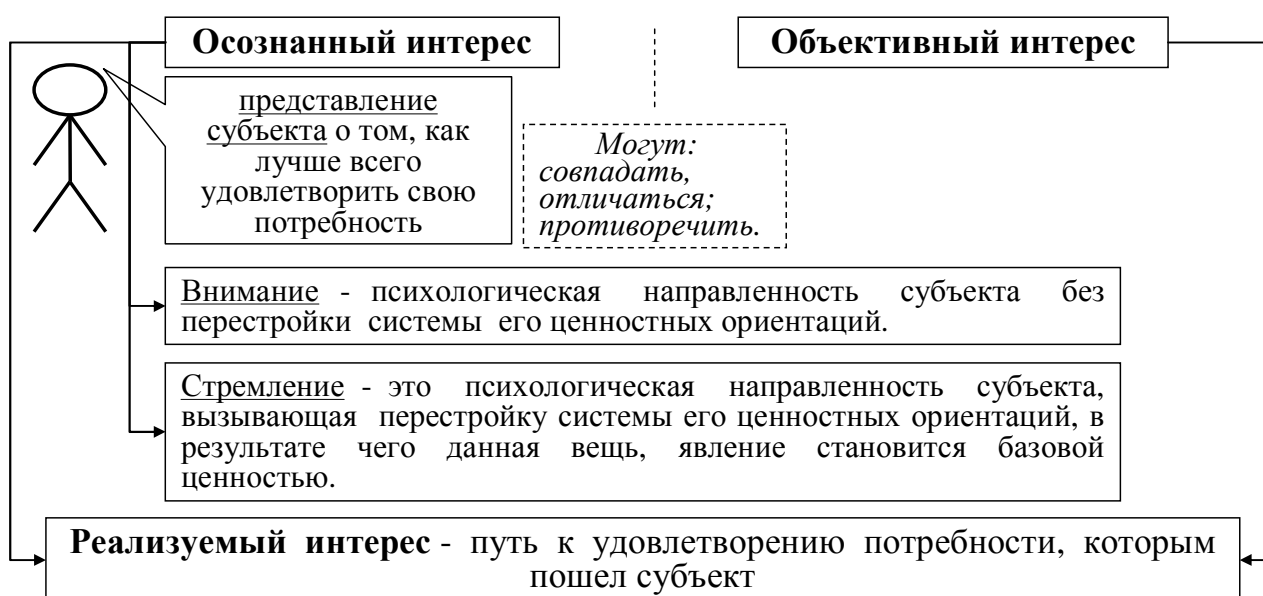 Осознанный интерес
Объективный интерес
представление
субъекта о том, как
лучше всего
удовлетворить свою
потребность
Могут:
совпадать,
отличаться;
противоречить.
Внимание - психологическая направленность субъекта без
перестройки системы его ценностных ориентаций.
Стремление - это психологическая направленность субъекта,
вызывающая перестройку системы его ценностных ориентаций, в
результате чего данная вещь, явление становится базовой
ценностью.
Реализуемый интерес - путь к удовлетворению потребности, которым
пошел субъект